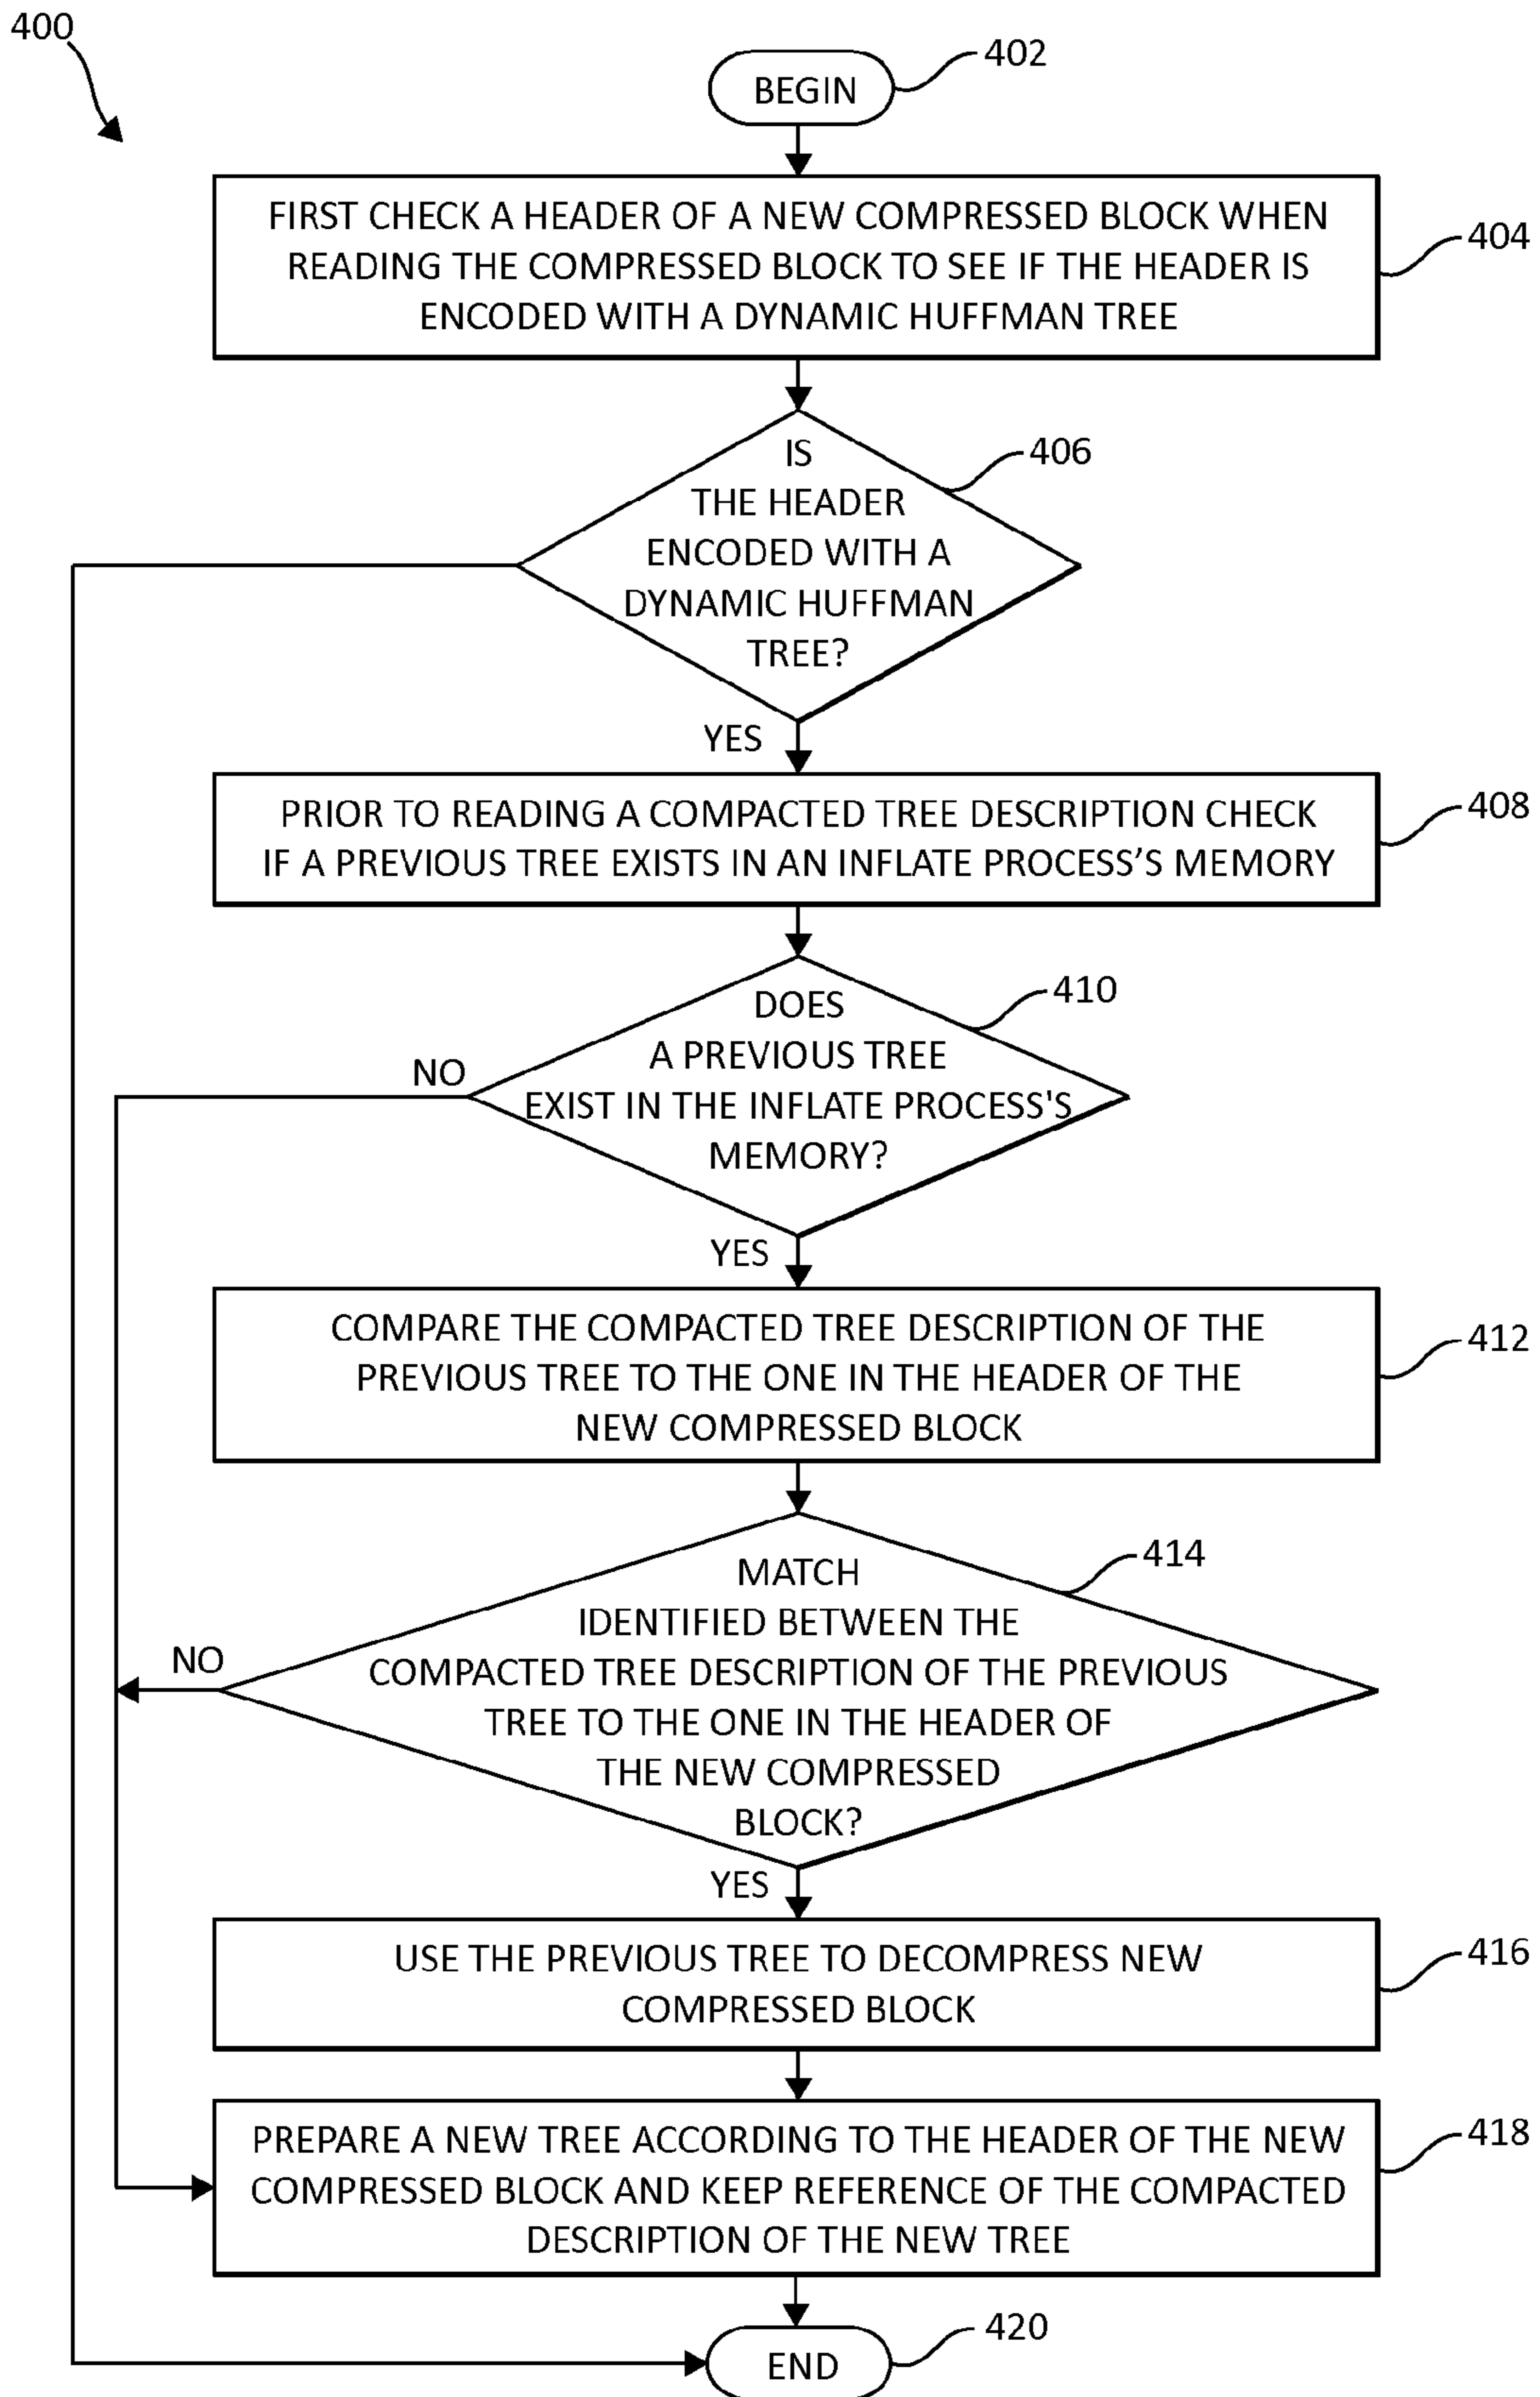 400
BEGIN
402
FIRST CHECK A HEADER OF A NEW COMPRESSED BLOCK WHEN
READING THE COMPRESSED BLOCK TO SEE IF THE HEADER IS
ENCODED WITH A DYNAMIC HUFFMAN TREE
404
IS
THE HEADER
ENCODED WITH A
DYNAMIC HUFFMAN
TREE?
406
YES
PRIOR TO READING A COMPACTED TREE DESCRIPTION CHECK
IF A PREVIOUS TREE EXISTS IN AN INFLATE PROCESS’S MEMORY
408
DOES
A PREVIOUS TREE
EXIST IN THE INFLATE PROCESS'S
MEMORY?
410
NO
YES
COMPARE THE COMPACTED TREE DESCRIPTION OF THE
PREVIOUS TREE TO THE ONE IN THE HEADER OF THE
NEW COMPRESSED BLOCK
412
MATCH
IDENTIFIED BETWEEN THE
COMPACTED TREE DESCRIPTION OF THE PREVIOUS
TREE TO THE ONE IN THE HEADER OF
THE NEW COMPRESSED
BLOCK?
414
NO
YES
USE THE PREVIOUS TREE TO DECOMPRESS NEW
COMPRESSED BLOCK
416
PREPARE A NEW TREE ACCORDING TO THE HEADER OF THE NEW
COMPRESSED BLOCK AND KEEP REFERENCE OF THE COMPACTED
DESCRIPTION OF THE NEW TREE
418
END
420